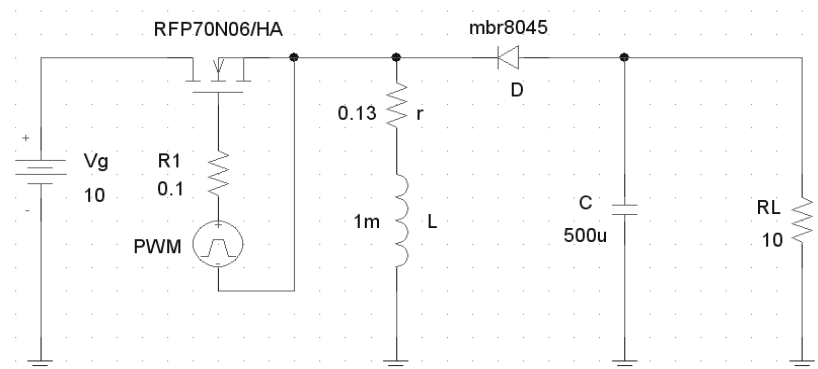 RFP70N06/HA
mbr8045
D
0.13 r
+
Vg
10
-
R1
0.1
+
PWM
-
1m L
C
500u
RL
10